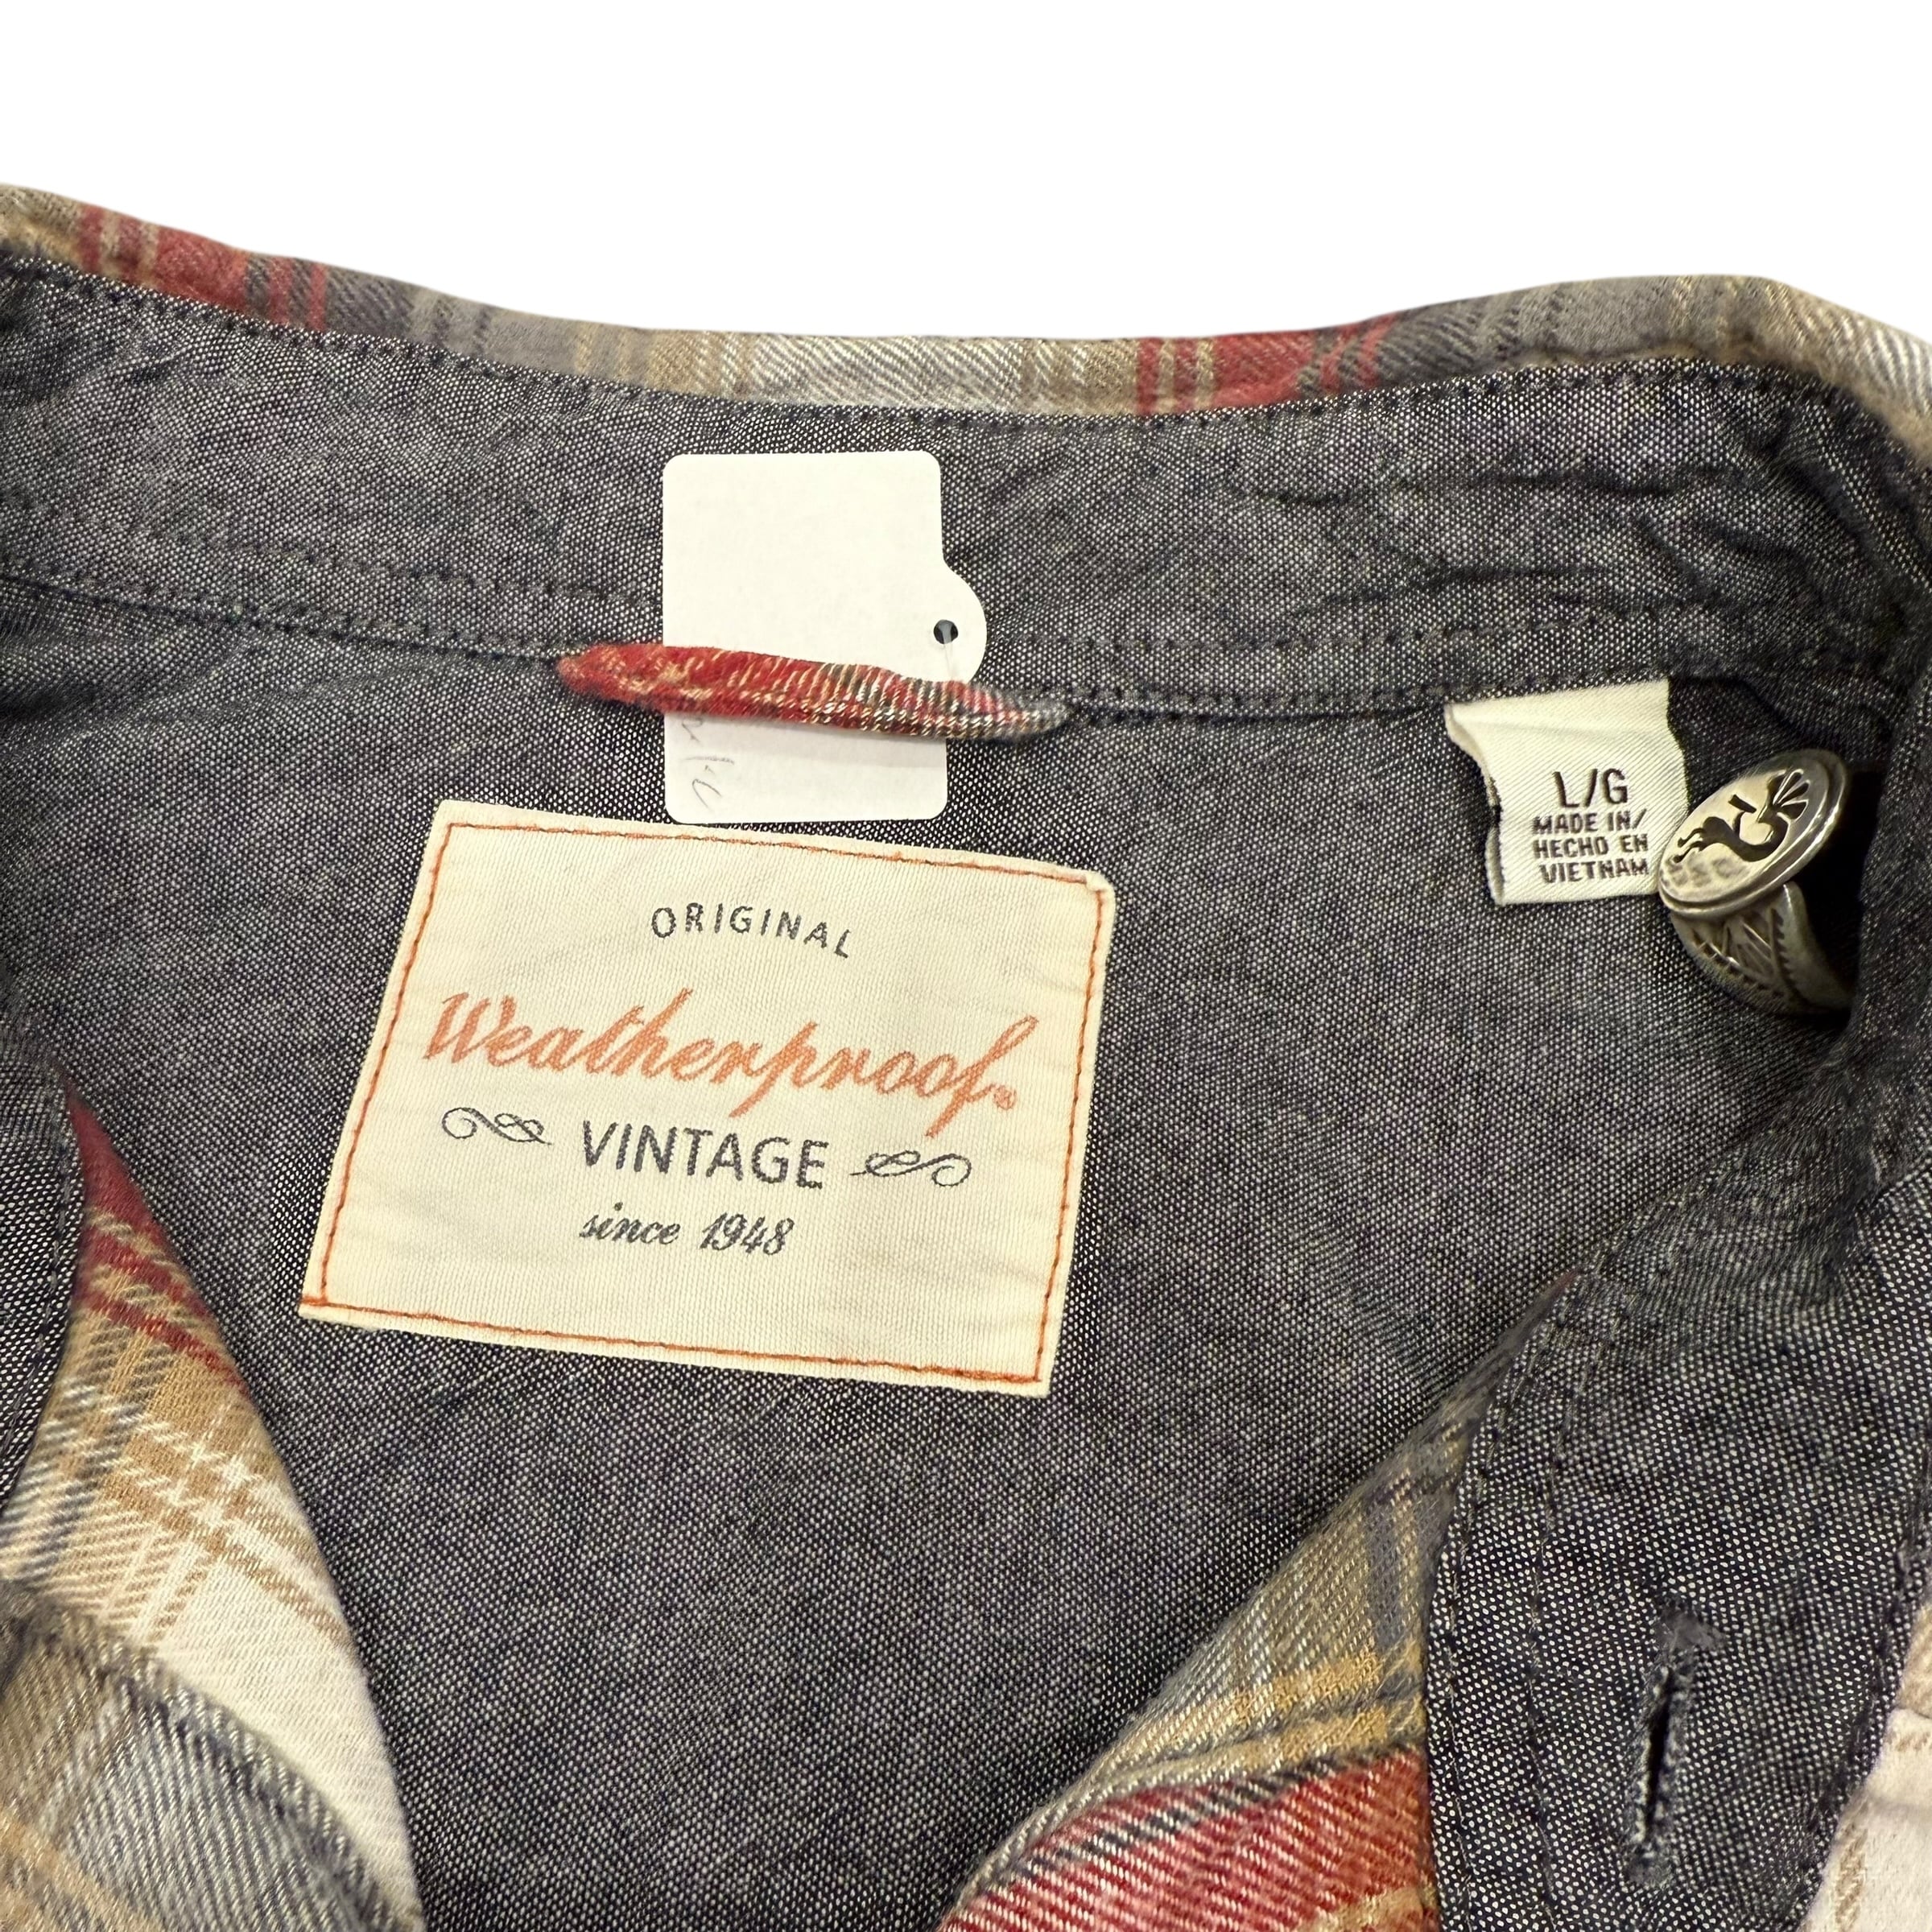 ORIGINAL
Weatherproof®
VINTAGE
since 1948
L/G
MADE IN/
HECHO EN
VIETNAM